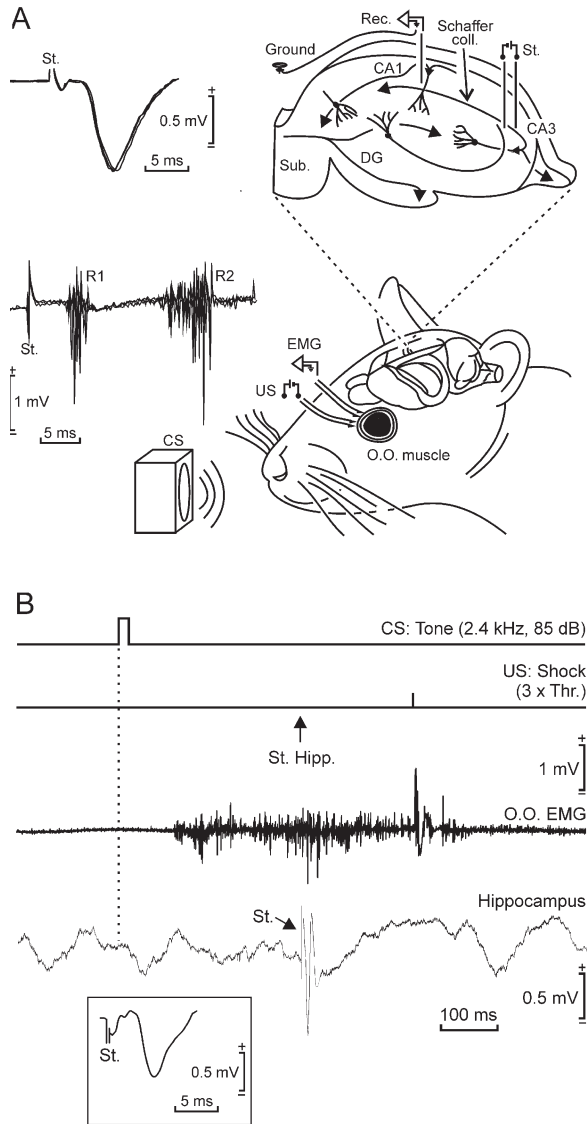 A
St.
+
0.5 mV
=
5 ms
Rec.
Ground
Schaffer
coll.
St.
CA1
CA3
Sub.
DG
R1
R2
St.
+
1 mV
=
5 ms
EMG
US
O.O. muscle
CS
B
CS: Tone (2.4 kHz, 85 dB)
US: Shock
(3 x Thr.)
St. Hipp.
+
1 mV
=
O.O. EMG
Hippocampus
St.
+
0.5 mV
=
100 ms
St.
+
0.5 mV
=
5 ms